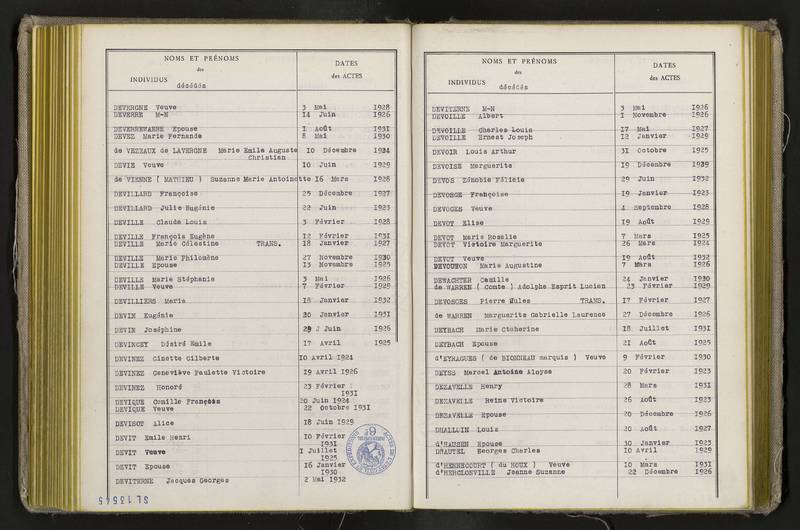 NOMS ET PRÉNOMS
des
INDIVIDUS
décédés
DATES
des ACTES
DEVERGNE Veuve 3 Mai 1928
DEVERRE M-N 14 Juin 1926
DEVERREWAERE Epouse 1 Août 1931
DEVEZ Marie Fernande 8 Mai 1930
de VEZEAUX de LAVERGNE Marie Emile Auguste 10 Décembre 1934
Christian
DEVIE Veuve 10 Juin 1929
de VIENNE ( MATHIEU ) Suzanne Marie Antoinette 16 Mars 1928
DEVILLARD Françoise 25 Décembre 1927
DEVILLARD Julie Eugénie 22 Juin 1923
DEVILLE Claude Louis 3 Février 1928
DEVILLE François Eugène 12 Février 1931
DEVILLE Marie Célestine TRANS. 18 Janvier 1927
DEVILLE Marie Philomène 27 Novembre 1930
DEVILLE Epouse 13 Novembre 1925
DEVILLE Marie Stéphanie 3 Mai 1926
DEVILLE Veuve 7 Février 1929
DEVILLIERS Marie 18 Janvier 1932
DEVIN Eugénie 20 Janvier 1931
DEVIN Joséphine Juin 1926
DEVINCEY Désiré Emile 17 Avril 1925
DEVINEZ Ginette Gilberte 10 Avril 1924
DEVINEZ Geneviève Paulette Victoire 19 Avril 1926
DEVINEZ Honoré 23 Février
1931
DEVIQUE Camille François 20 Juin 1924
DEVIQUE Veuve 22 Octobre 1931
DEVISOT Alice 18 Juin 1929
DEVIT Emile Henri 10 Février
1931
DEVIT Veuve 1 Juillet
1925
DEVIT Epouse 16 Janvier
1930
DEVITERNE Jacques Georges 2 Mai 1932
NOMS ET PRÉNOMS
des
INDIVIDUS
décédés
DATES
des ACTES
DEVITERNE M-N 3 Mai 1926
DEVOILLE Albert 1 Novembre 1926
DEVOILLE Charles Louis 17 Mai 1927
DEVOILLE Ernest Joseph 12 Janvier 1929
DEVOIR Louis Arthur 31 Octobre 1925
DEVOISE Marguerite 19 Décembre 1929
DEVOS Zénobie Félicie 29 Juin 1932
DEVOSGE Françoise 19 Janvier 1923
DEVOGES Veuve 4 Septembre 1928
DEVOT Elise 19 Août 1929
DEVOT Marie Rosalie 7 Mars 1925
DEVOT Victoire Marguerite 26 Mars 1924
DEVOT Veuve 19 Août 1932
DEVOUHON Marie Augustine 7 Mars 1926
DEWACHTER Camille 24 Janvier 1930
de WARREN ( Comte ) Adolphe Esprit Lucien 23 Février 1929
DEVOSGES Pierre Jules TRANS. 17 Février 1927
de WARREN Marguerite Gabrielle Laurence 27 Décembre 1926
DEYBACH Marie Catherine 18 Juillet 1931
DEYBACH Epouse 21 Août 1925
d'EYRAGUES ( de BIONNEAU marquis ) Veuve 9 Février 1930
DEYSS Marcel Antoine Aloyse 20 Février 1923
DEZAVELLE Henry 28 Mars 1931
DEZAVELLE Reine Victoire 26 Août 1923
DEZAVELLE Epouse 20 Décembre 1926
DHALLUIN Louis 20 Août 1927
d'HAUSEN Epouse 30 Janvier 1923
DHAUTEL Georges Charles 10 Avril 1929
d'HENNECOURT ( du HOUX ) Veuve 10 Mars 1931
d'HERCLONVILLE Jeanne Suzanne 22 Décembre 1926